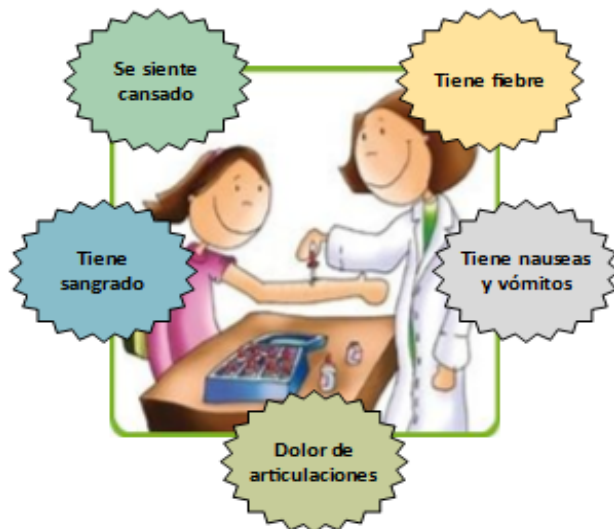 Se siente
cansado
Tiene fiebre
Tiene
sangrado
Tiene nauseas
y vómitos
Dolor de
articulaciones